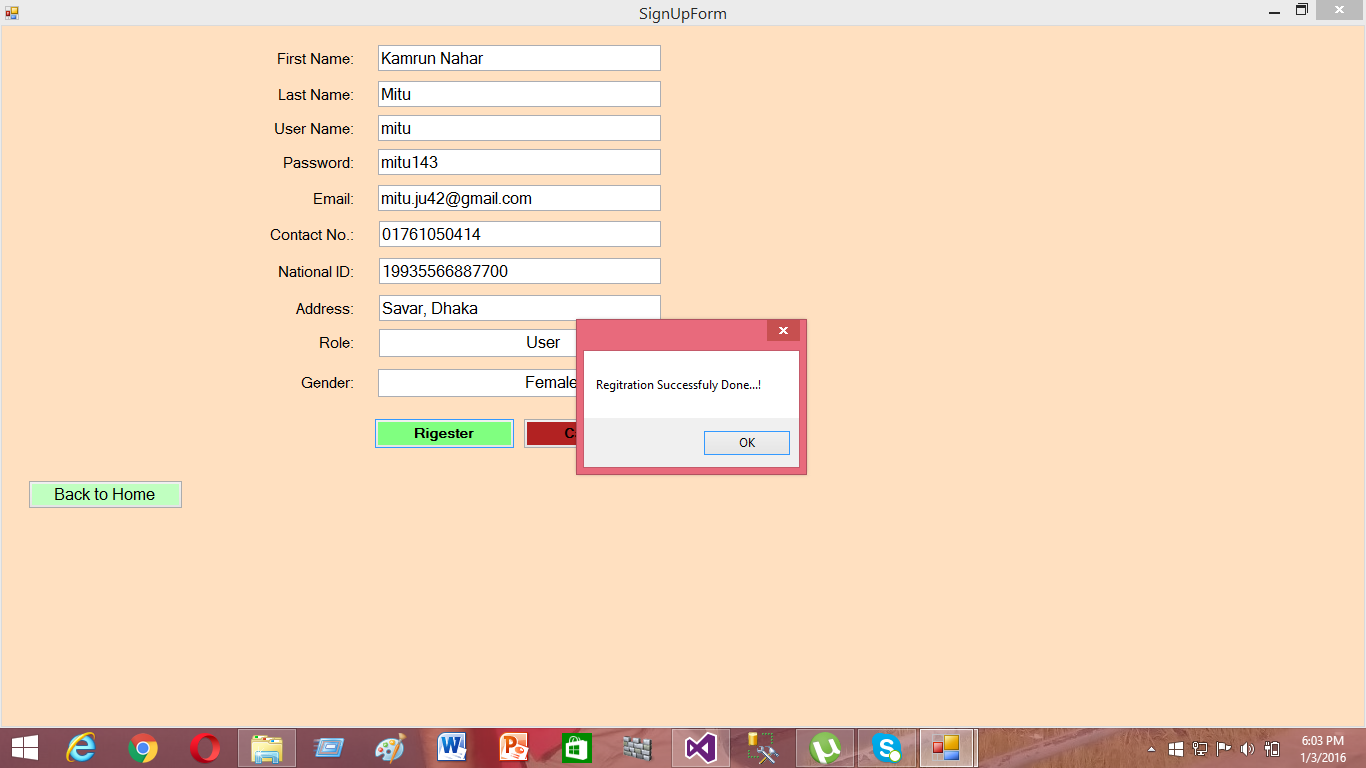 SignUpForm
First Name: Kamrun Nahar
Last Name: Mitu
User Name: mitu
Password: mitu143
Email: mitu.ju42@gmail.com
Contact No.: 01761050414
National ID: 19935566887700
Address: Savar, Dhaka
Role: User
Gender: Female
Regitration Successfuly Done...!
OK
Rigester
Back to Home
6:03 PM
1/3/2016